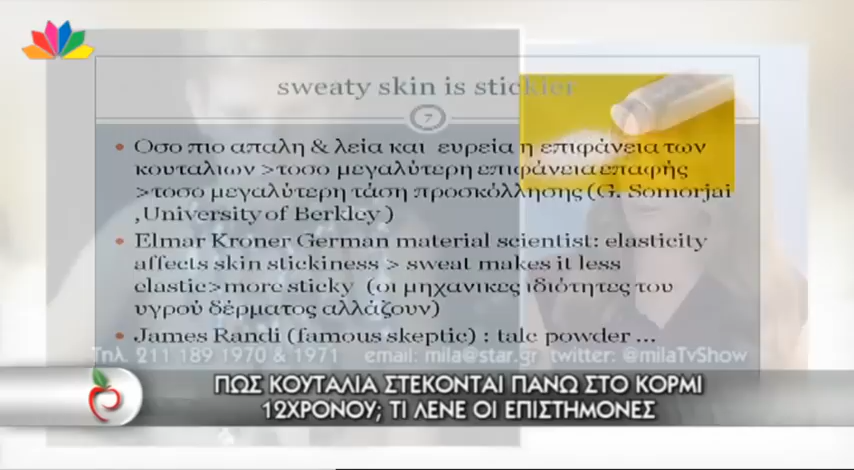 sweaty skin is stickier
7
• Οσο πιο απαλη & λεία και ευρεία η επιφάνεια των
κουταλιων >τοσο μεγαλύτερη επιφάνεια επαφής
>τοσο μεγαλύτερη τάση προσκόλλησης (G. Somorjai
,University of Berkley )
• Elmar Kroner German material scientist: elasticity
affects skin stickiness > sweat makes it less
elastic>more sticky (οι μηχανικες ιδιότητες του
υγρού δέρματος αλλάζουν)
• James Randi (famous skeptic) : talc powder ...
Τηλ. 211 189 1970 & 1971 email: mila@star.gr twitter: @milaTvShow
ΠΩΣ ΚΟΥΤΑΛΙΑ ΣΤΕΚΟΝΤΑΙ ΠΑΝΩ ΣΤΟ ΚΟΡΜΙ
12ΧΡΟΝΟΥ; ΤΙ ΛΕΝΕ ΟΙ ΕΠΙΣΤΗΜΟΝΕΣ